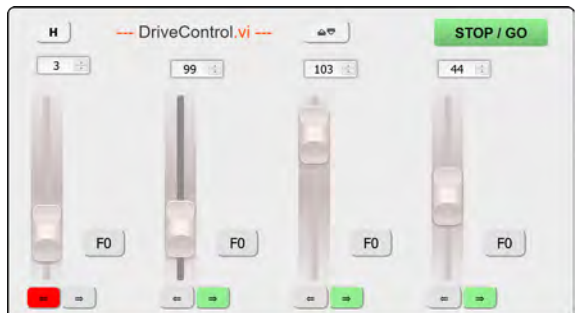 H --- DriveControl.vi --- STOP / GO
3 99 103 44
F0 F0 F0 F0
⇐ ⇒ ⇐ ⇒ ⇐ ⇒ ⇐ ⇒